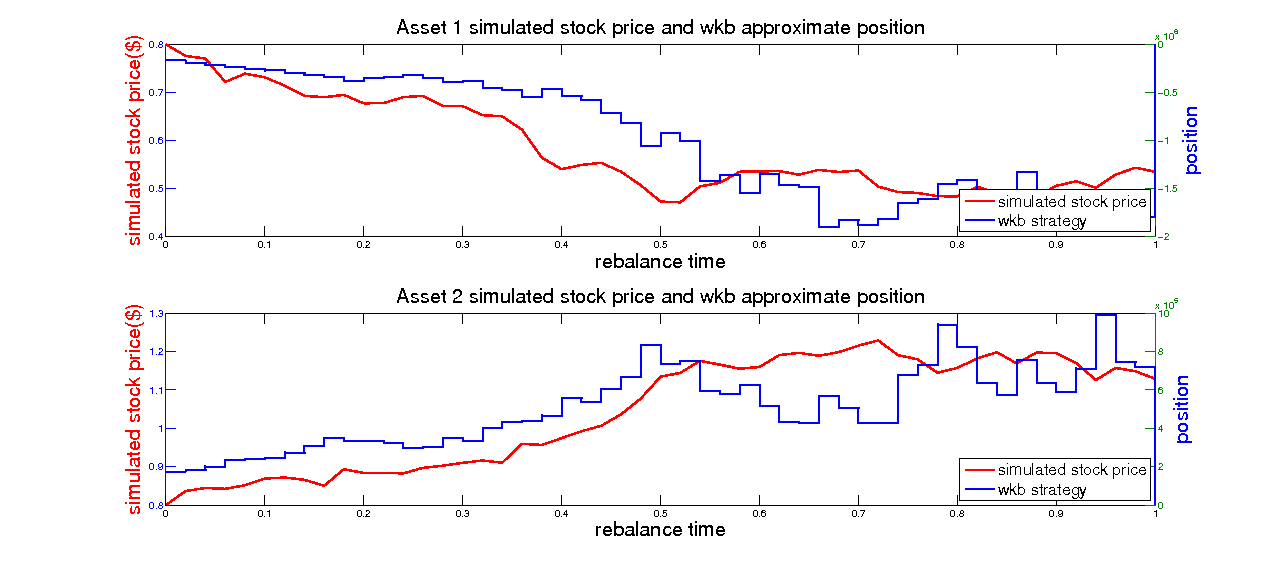 Asset 1 simulated stock price and wkb approximate position
x 10
0.8
0.7
0.6
0.5
0.4
simulated stock price($)
0
-0.5
-1
-1.5
-2
position
simulated stock price
wkb strategy
0 0.1 0.2 0.3 0.4 0.5 0.6 0.7 0.8 0.9 1
rebalance time
Asset 2 simulated stock price and wkb approximate position
x 10
1.3
1.2
1.1
1
0.9
0.8
simulated stock price($)
10
8
6
4
2
0
position
simulated stock price
wkb strategy
0 0.1 0.2 0.3 0.4 0.5 0.6 0.7 0.8 0.9 1
rebalance time